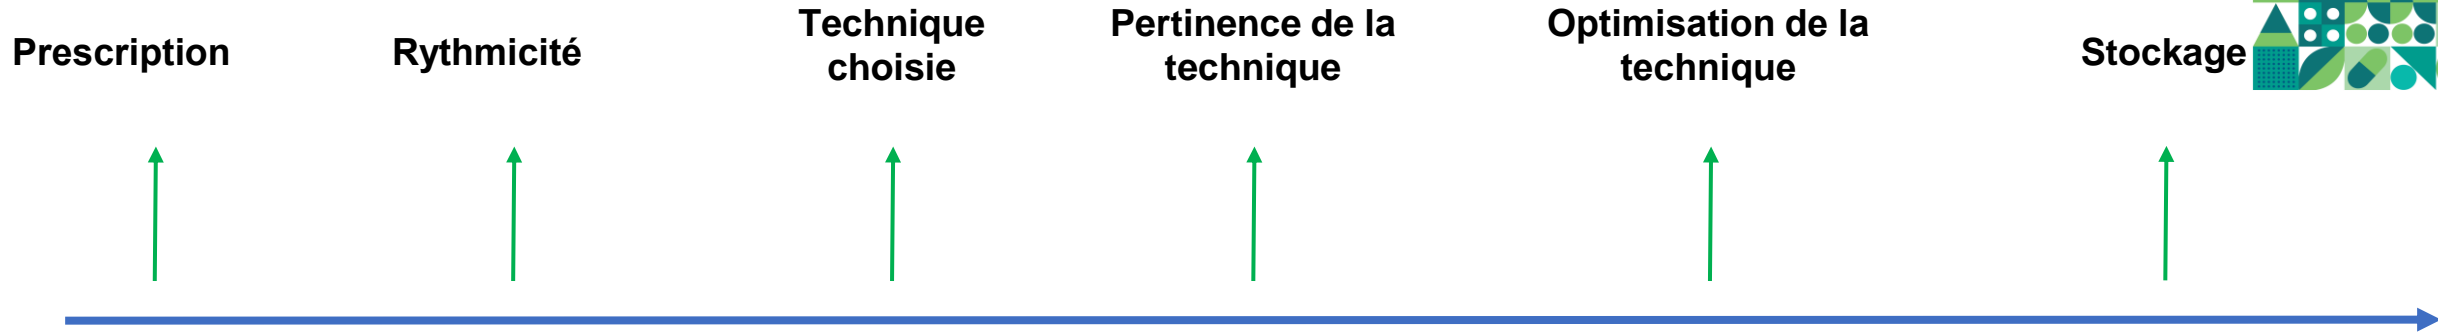 Prescription
Rythmicité
Technique
choisie
Pertinence de la
technique
Optimisation de la
technique
Stockage